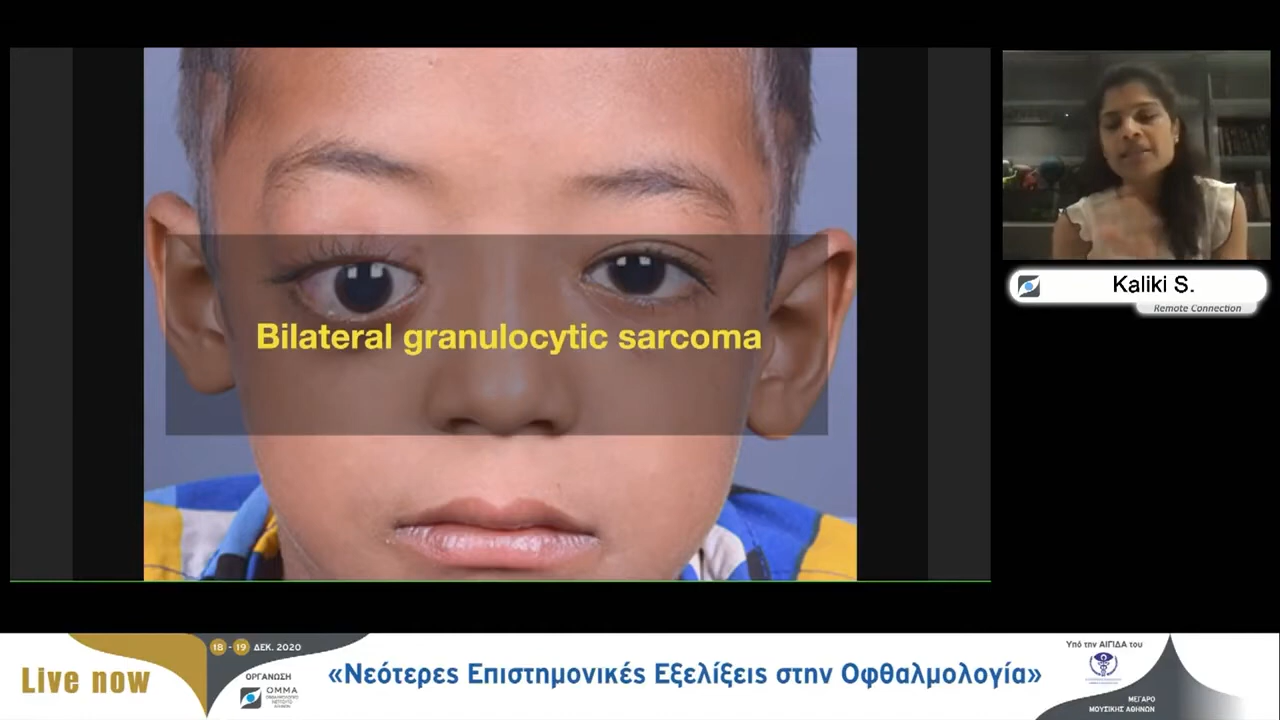 Bilateral granulocytic sarcoma
Kaliki S.
Remote Connection
Live now
18 - 19 ΔΕΚ. 2020
ΟΡΓΑΝΩΣΗ
OMMA
«Νεότερες Επιστημονικές Εξελίξεις στην Οφθαλμολογία»
Υπό την ΑΙΓΙΔΑ του
ΜΕΓΑΡΟ
ΜΟΥΣΙΚΗΣ ΑΘΗΝΩΝ